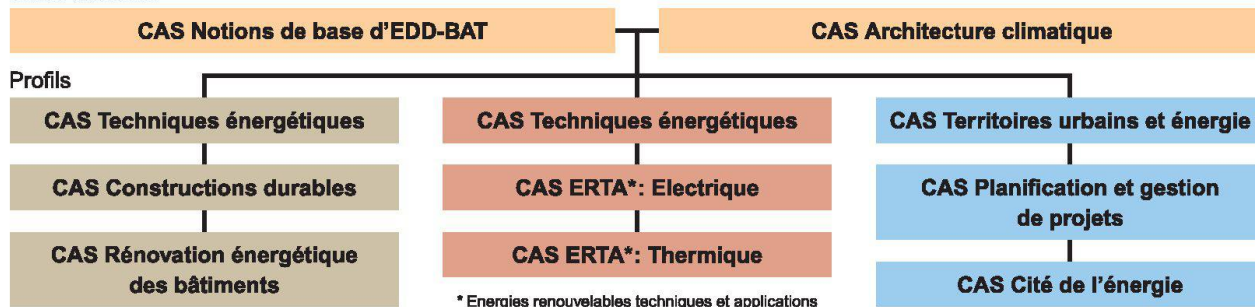 CAS Notions de base d'EDD-BAT
CAS Architecture climatique
Profils
CAS Techniques énergétiques
CAS Constructions durables
CAS Rénovation énergétique
des bâtiments
CAS Techniques énergétiques
CAS ERTA*: Electrique
CAS ERTA*: Thermique
* Energies renouvelables techniques et applications
CAS Territoires urbains et énergie
CAS Planification et gestion
de projets
CAS Cité de l'énergie